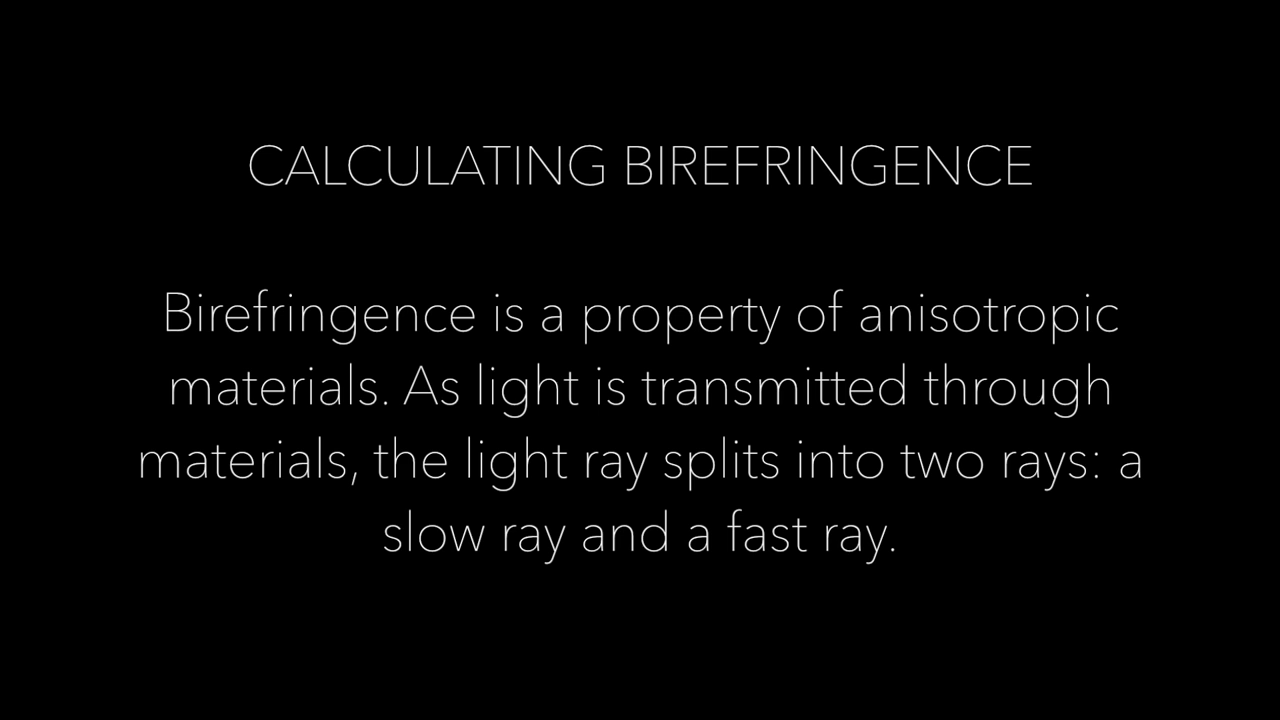 CALCULATING BIREFRINGENCE
Birefringence is a property of anisotropic
materials. As light is transmitted through
materials, the light ray splits into two rays: a
slow ray and a fast ray.